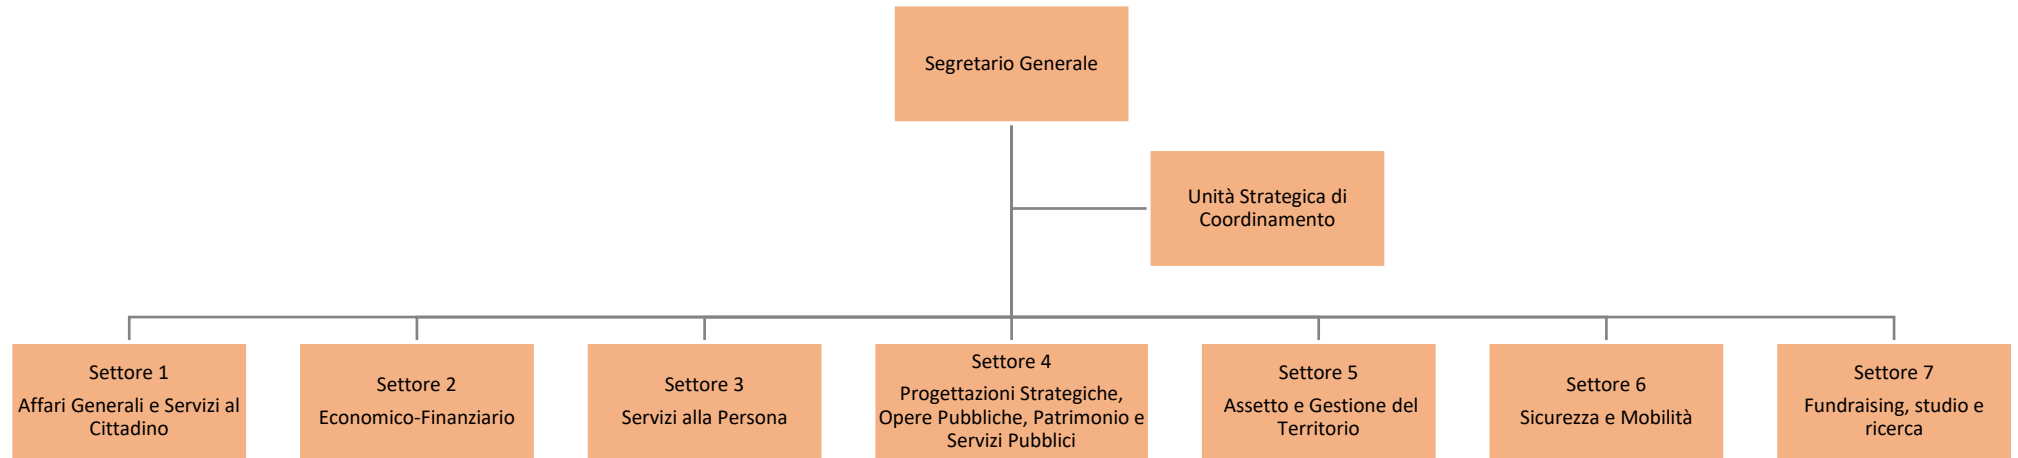 Segretario Generale
Unità Strategica di
Coordinamento
Settore 1
Affari Generali e Servizi al
Cittadino
Settore 2
Economico-Finanziario
Settore 3
Servizi alla Persona
Settore 4
Progettazioni Strategiche,
Opere Pubbliche, Patrimonio e
Servizi Pubblici
Settore 5
Assetto e Gestione del
Territorio
Settore 6
Sicurezza e Mobilità
Settore 7
Fundraising, studio e
ricerca